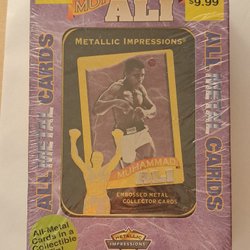 MUHAMMAD
ALI
$9.99
METALLIC IMPRESSIONS®
ALL METAL CARDS
ALL METAL CARDS
MUHAMMAD
ALI
EMBOSSED METAL
COLLECTOR CARDS
All-Metal
Cards in a
Collectible
METALLIC
IMPRESSIONS